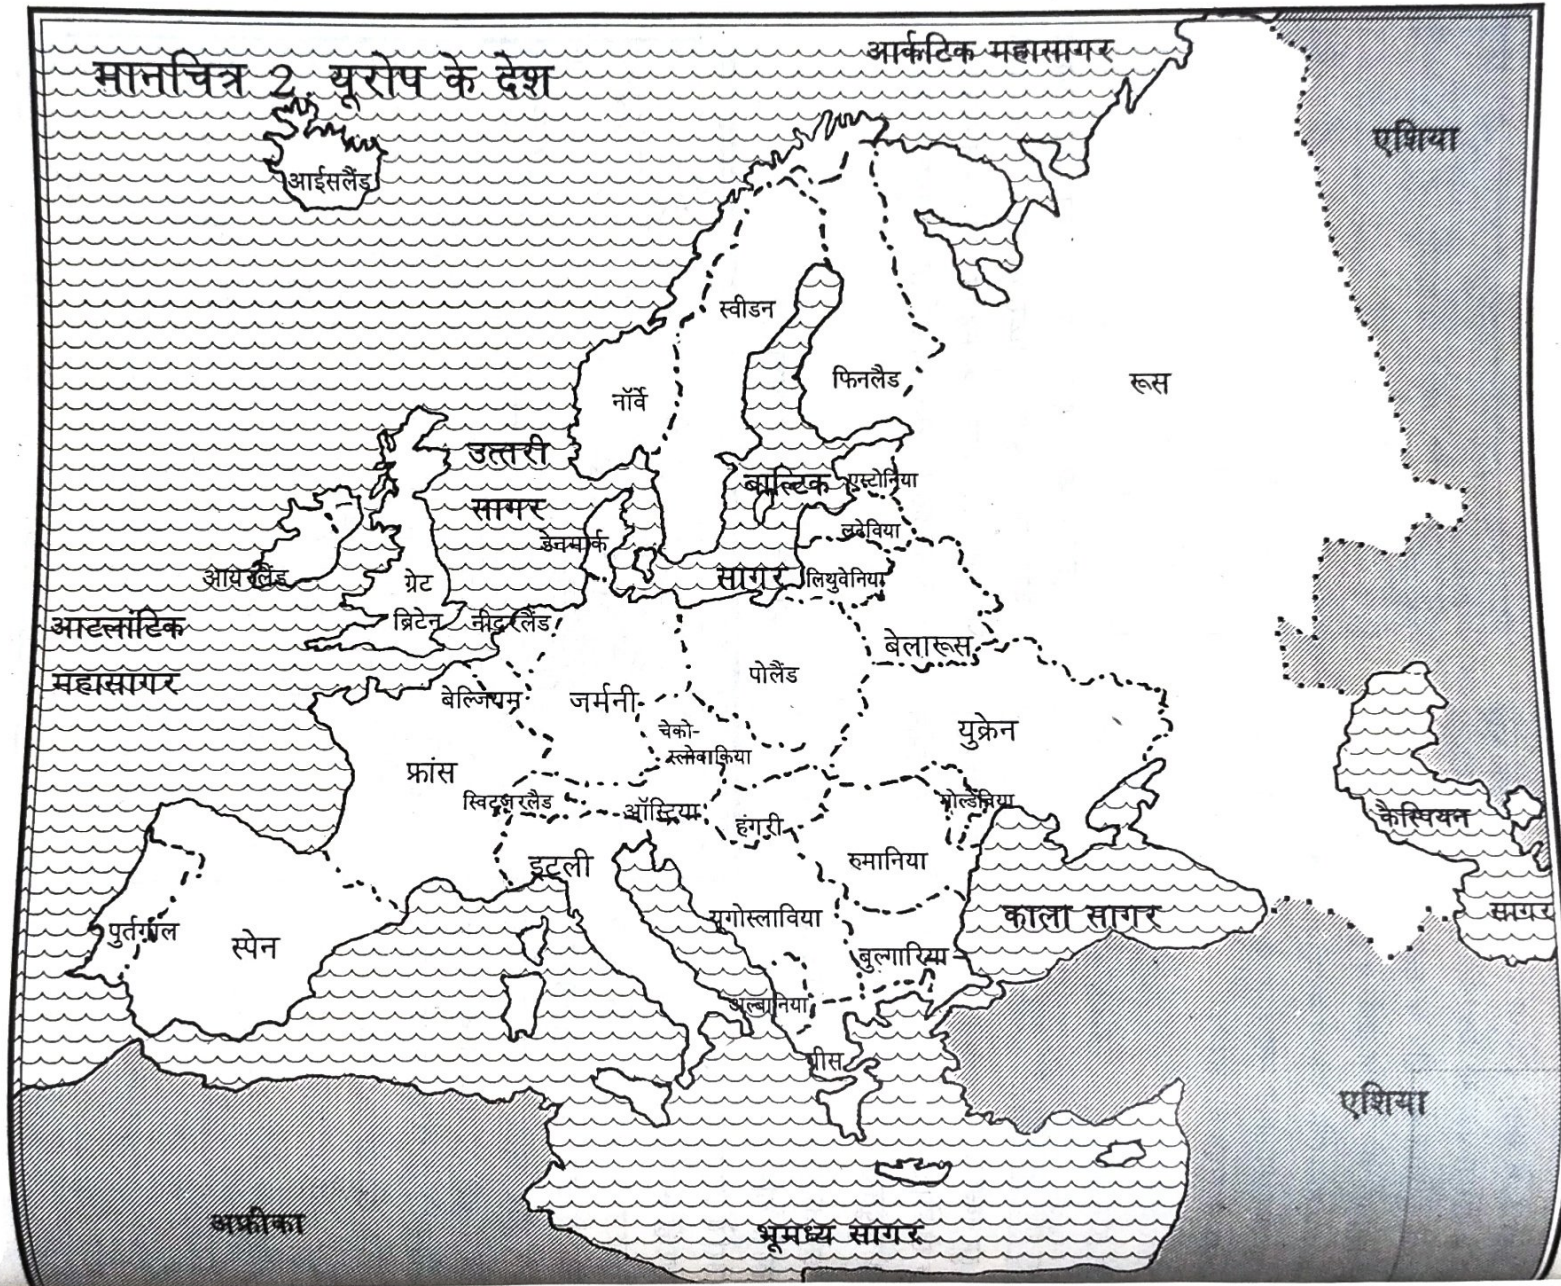 आर्कटिक महासागर
मानचित्र 2. यूरोप के देश
एशिया
आईसलैंड
स्वीडन
फिनलैड
रूस
नॉर्वे
उत्तरी
सागर
बाल्टिक
सागर
एस्टोनिया
लटेविया
डेनमार्क
लिथुवेनिया
आयरलैंड
ग्रेट
ब्रिटेन
नीदरलैंड
आटलांटिक
महासागर
बेलारूस
पोलैंड
बेल्जियम
जर्मनी
चेको-
स्लोवाकिया
युक्रेन
फ्रांस
स्विट्ज़रलैड
ऑस्ट्रिया
हंगरी
मोल्डेविया
कैस्पियन
सागर
इटली
रुमानिया
पुर्तगाल
स्पेन
यूगोस्लाविया
काला सागर
बुल्गारिया
अल्बानिया
ग्रीस
एशिया
अफ्रीका
भूमध्य सागर